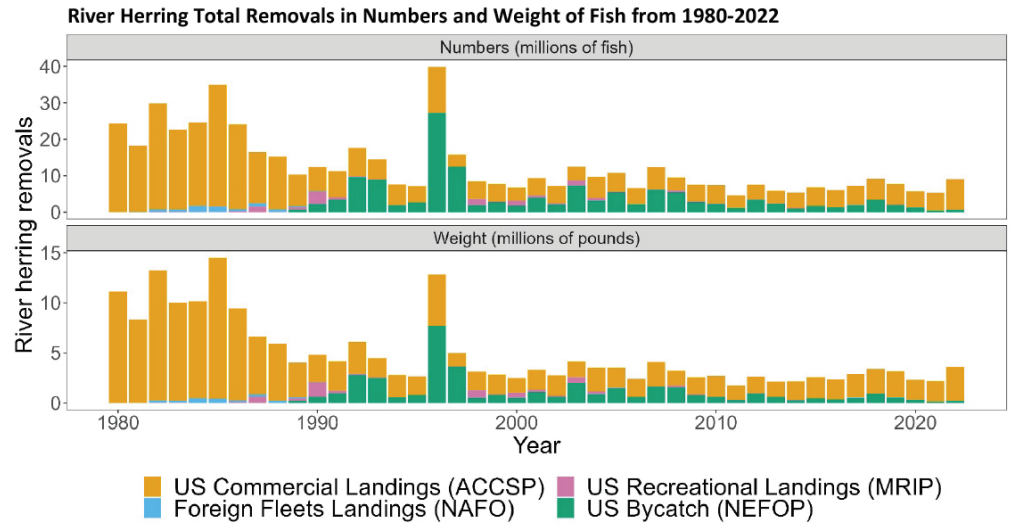 River Herring Total Removals in Numbers and Weight of Fish from 1980-2022
Numbers (millions of fish)
40
30
20
10
0
Weight (millions of pounds)
15
10
5
0
River herring removals
1980 1990 2000 2010 2020
Year
US Commercial Landings (ACCSP) US Recreational Landings (MRIP)
Foreign Fleets Landings (NAFO) US Bycatch (NEFOP)